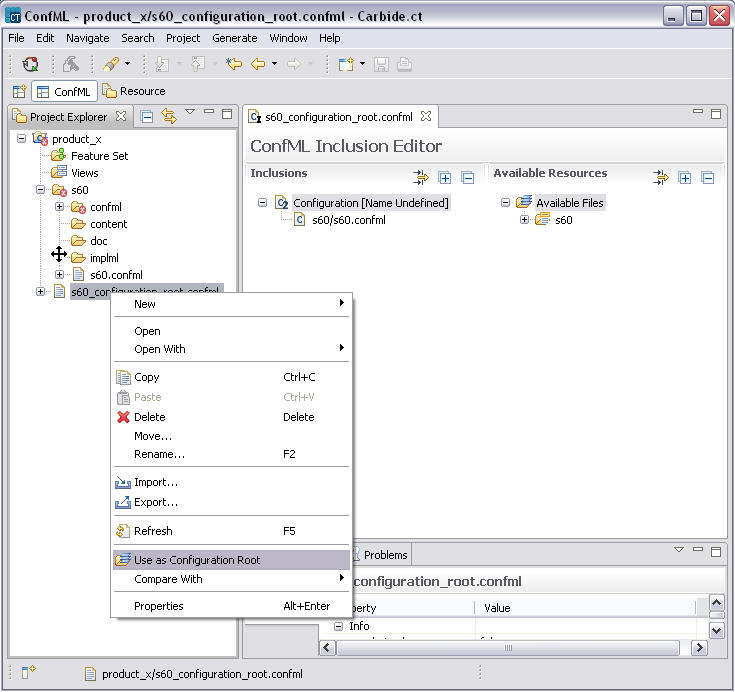 ConfML - product_x/s60_configuration_root.confml - Carbide.ct
File Edit Navigate Search Project Generate Window Help
ConfML Resource
Project Explorer
product_x
Feature Set
Views
s60
confml
content
doc
implml
s60.confml
s60_configuration_root.confml
s60_configuration_root.confml
ConfML Inclusion Editor
Inclusions
Configuration [Name Undefined]
s60/s60.confml
Available Resources
Available Files
s60
New
Open
Open With
Copy Ctrl+C
Paste Ctrl+V
Delete Delete
Move...
Rename... F2
Import...
Export...
Refresh F5
Use as Configuration Root
Compare With
Properties Alt+Enter
Problems
configuration_root.confml
perty Value
Info
product_x/s60_configuration_root.confml